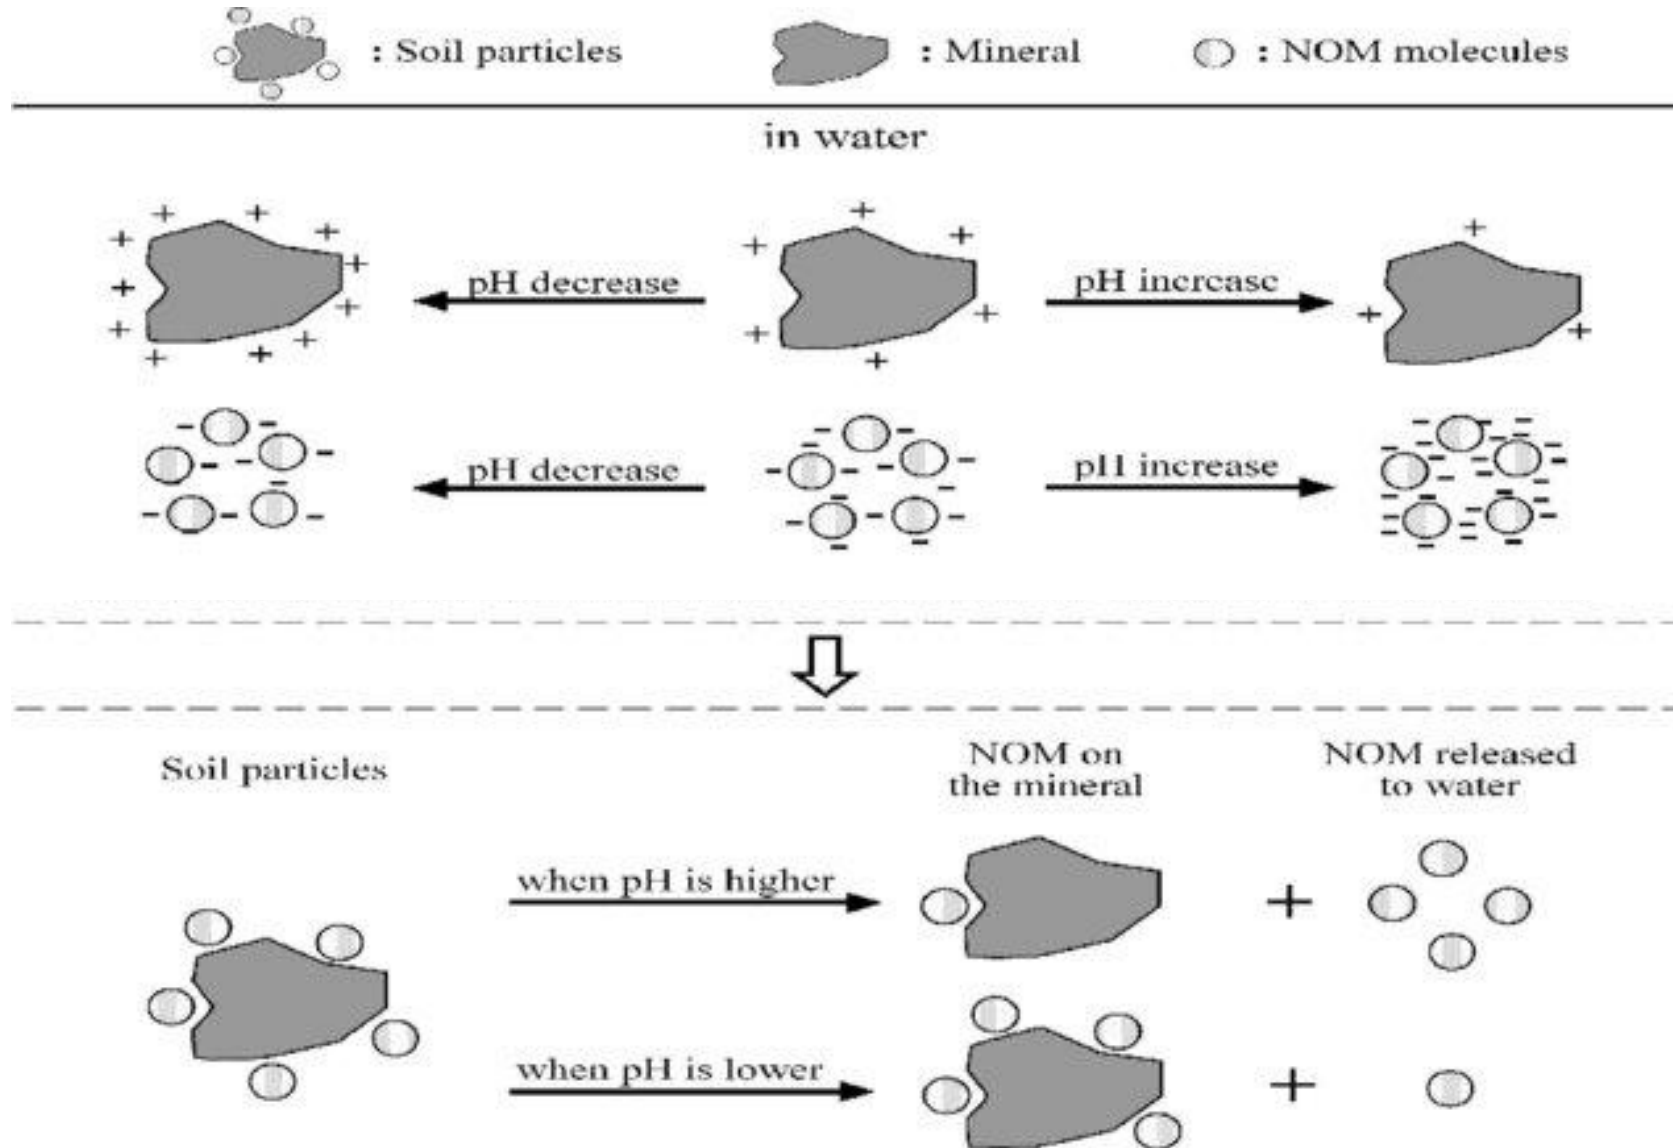 : Soil particles : Mineral : NOM molecules
in water
pH decrease pH increase
pH decrease pH increase
Soil particles
NOM on the mineral
NOM released to water
when pH is higher
when pH is lower